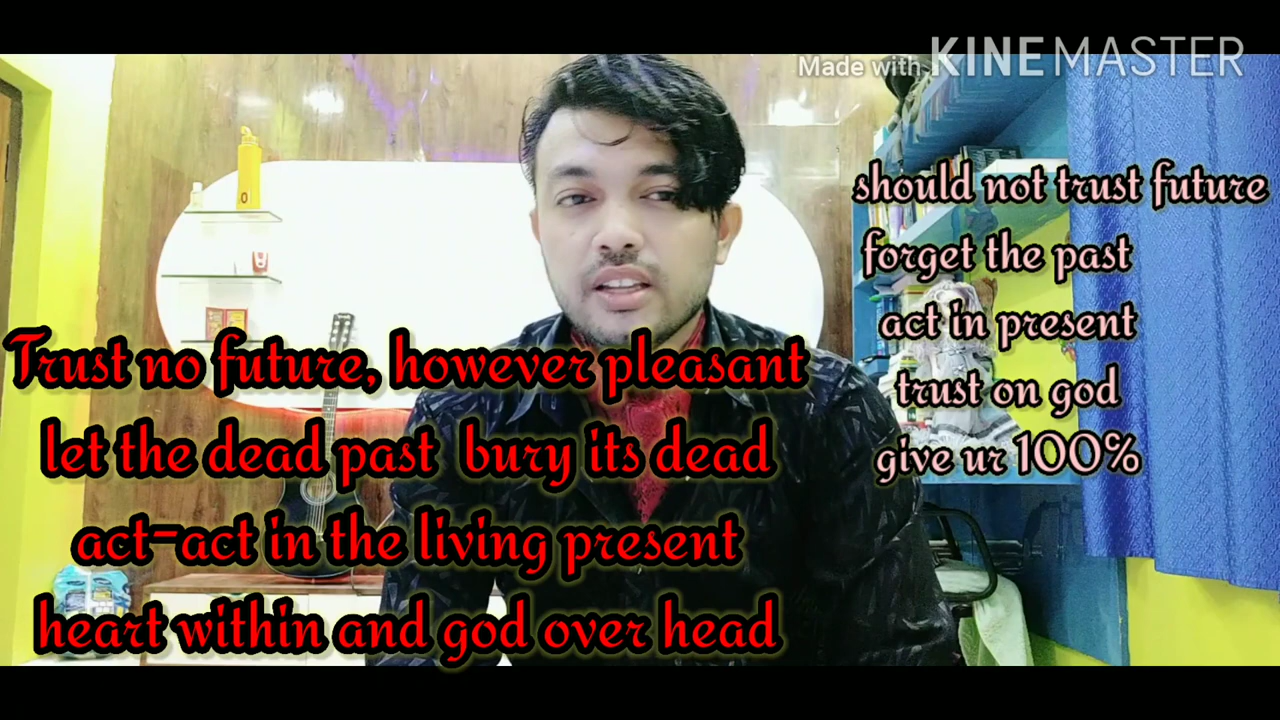 Made with KINEMASTER
should not trust future
forget the past
act in present
trust on god
give ur 100%
Trust no future, however pleasant
let the dead past bury its dead
act-act in the living present
heart within and god over head